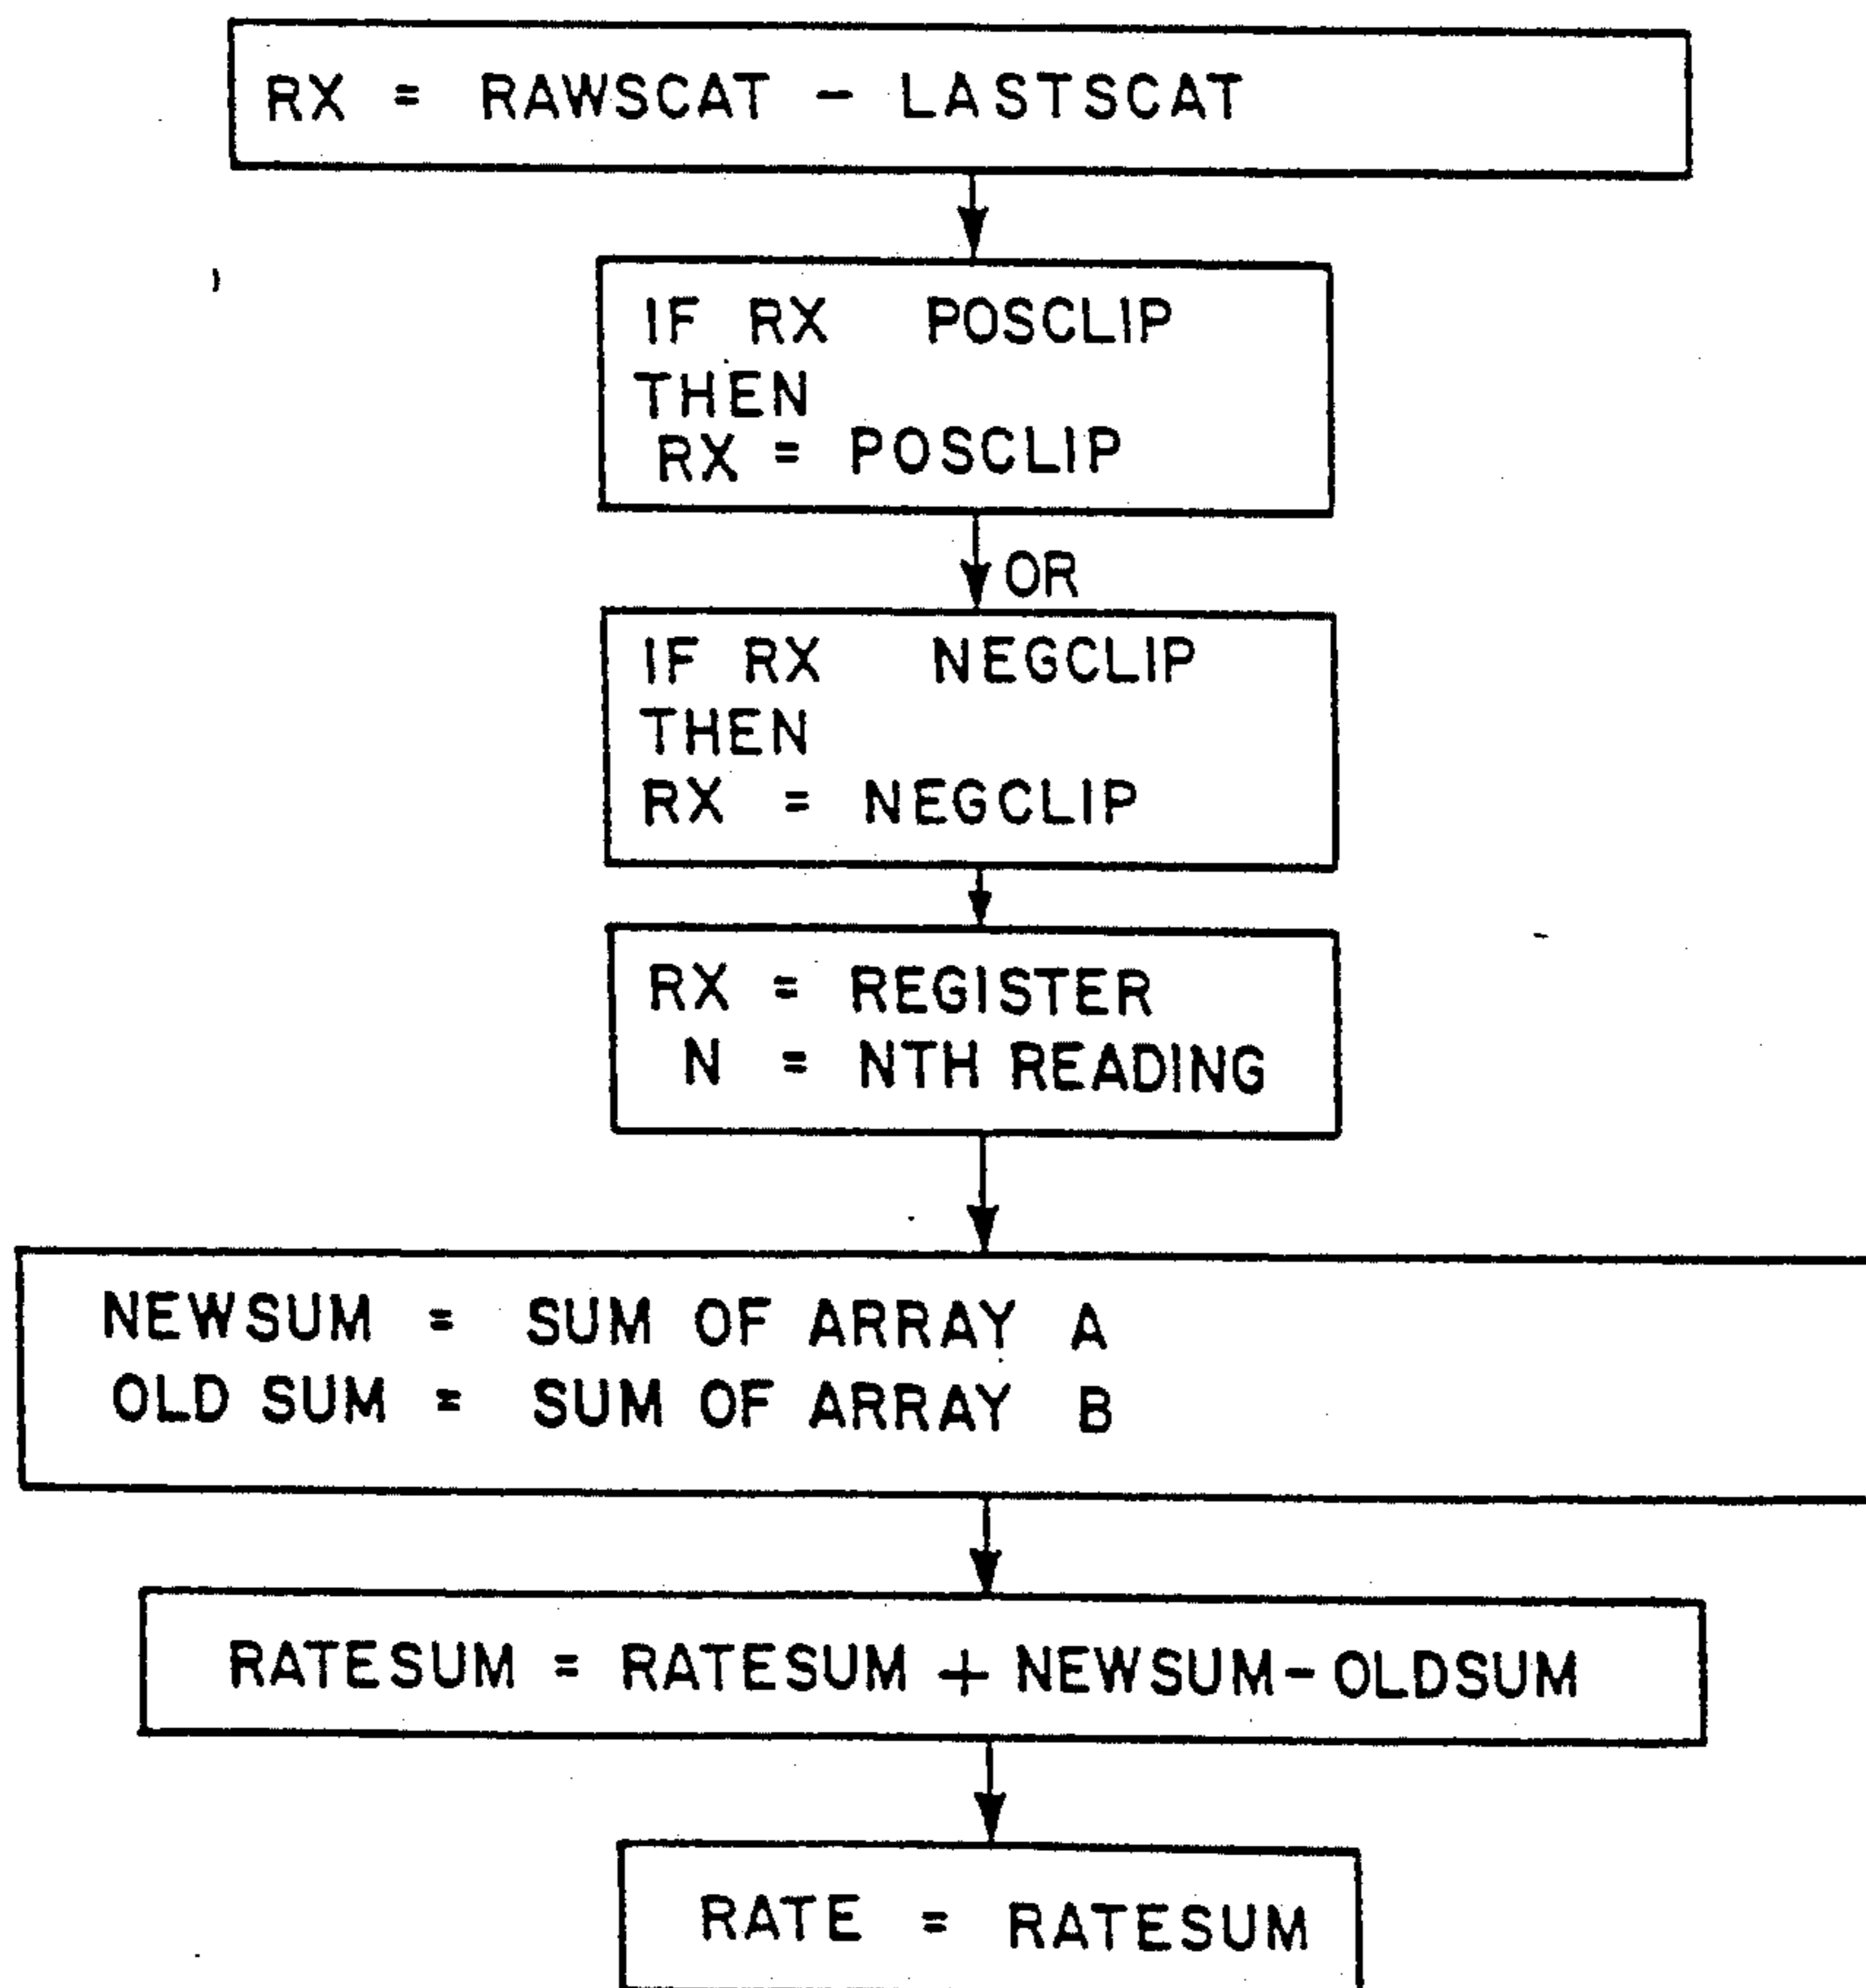 RX = RAWSCAT - LASTSCAT
IF RX POSCLIP
THEN
RX = POSCLIP
OR
IF RX NEGCLIP
THEN
RX = NEGCLIP
RX = REGISTER
N = NTH READING
NEWSUM = SUM OF ARRAY A
OLD SUM = SUM OF ARRAY B
RATESUM = RATESUM + NEWSUM-OLDSUM
RATE = RATESUM